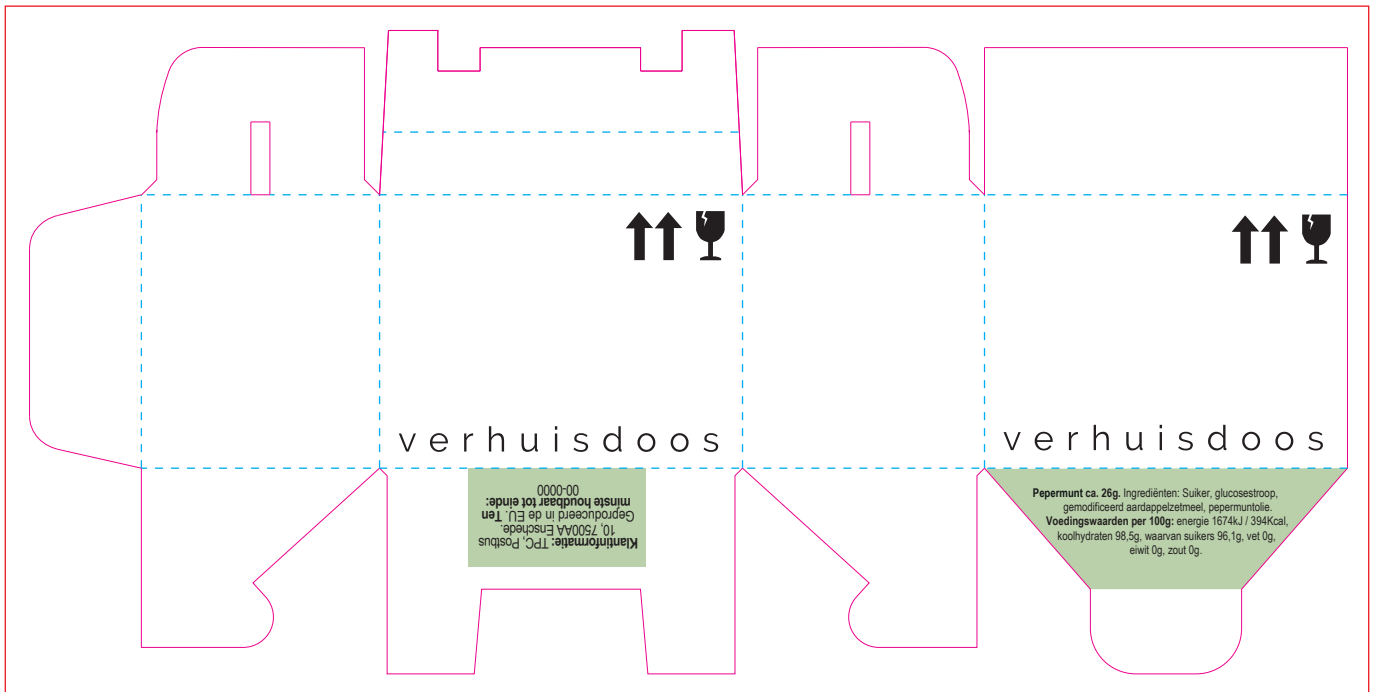 verhuisdoos
verhuisdoos
Klantinformatie: TPC, Postbus
10, 7500AA Enschede.
Geproduceerd in de EU. Ten
minste houdbaar tot einde:
00-0000
Pepermunt ca. 26g. Ingrediënten: Suiker, glucosestroop,
gemodificeerd aardappelzetmeel, pepermuntolie.
Voedingswaarden per 100g: energie 1674kJ / 394Kcal,
koolhydraten 98,5g, waarvan suikers 96,1g, vet 0g,
eiwit 0g, zout 0g.